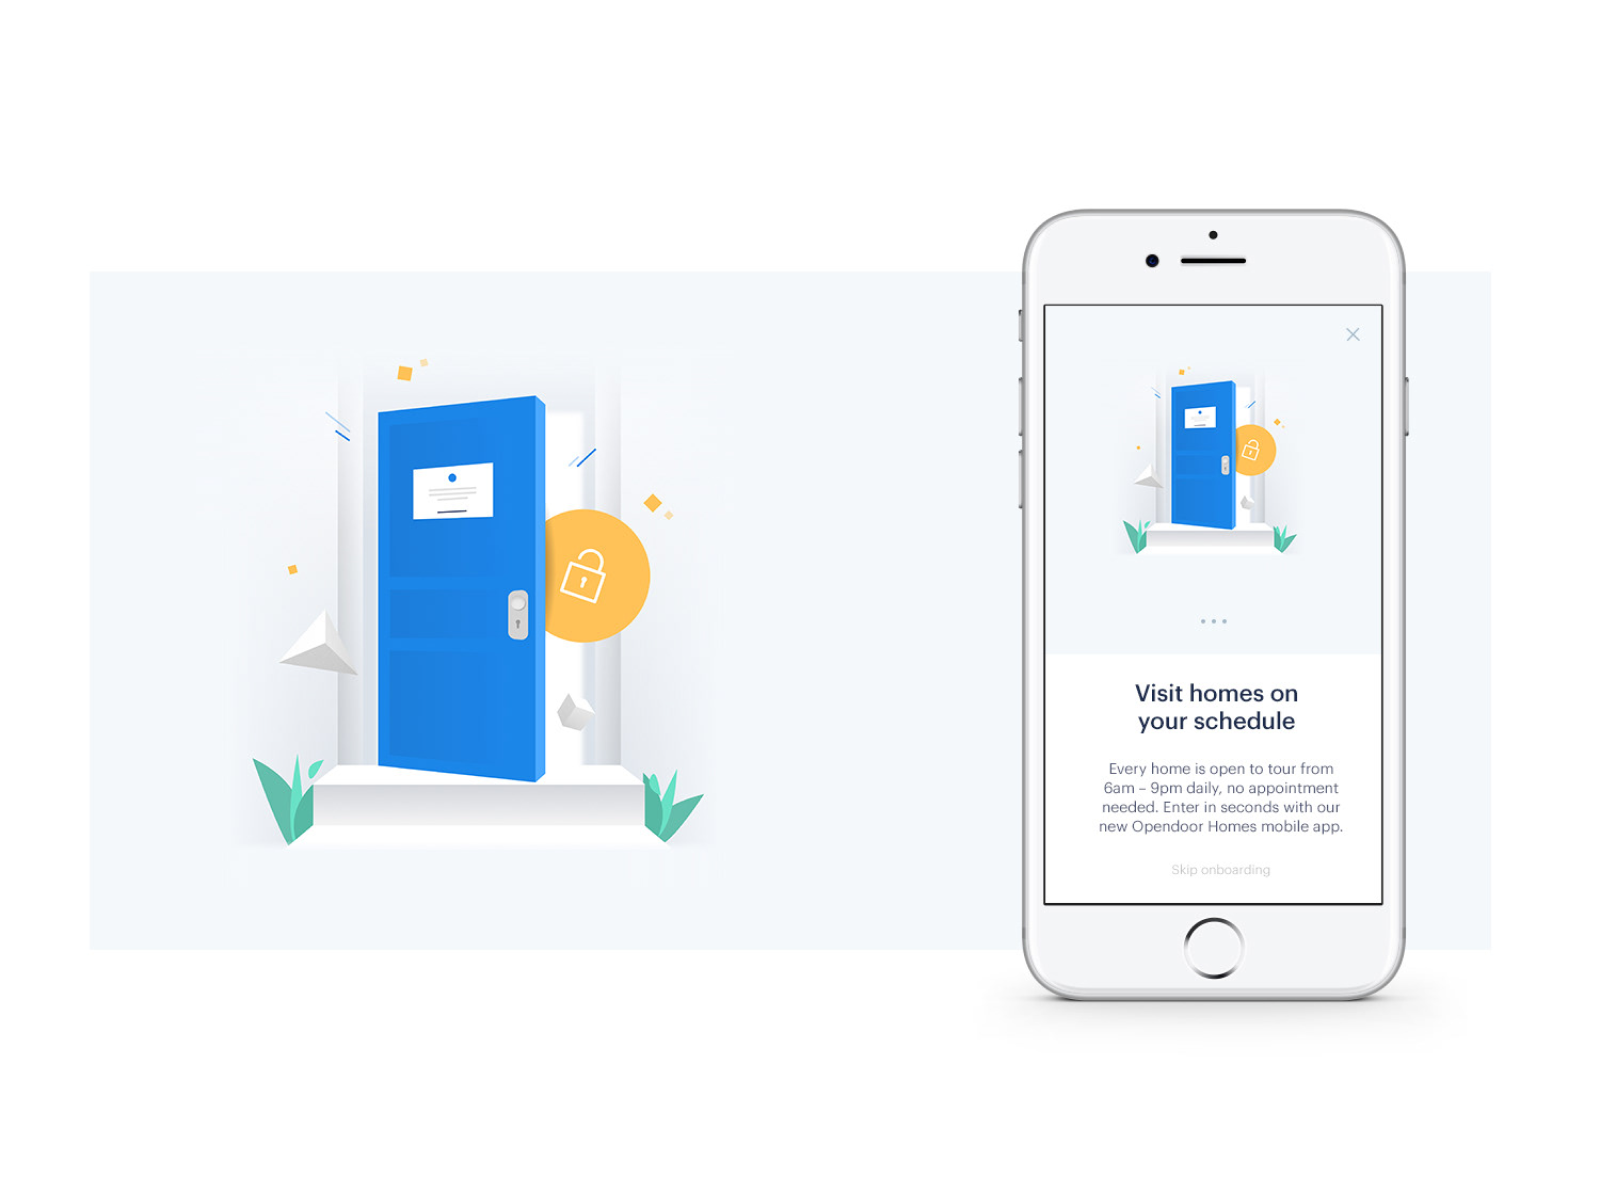 Visit homes on
your schedule
Every home is open to tour from
6am – 9pm daily, no appointment
needed. Enter in seconds with our
new Opendoor Homes mobile app.
Skip onboarding